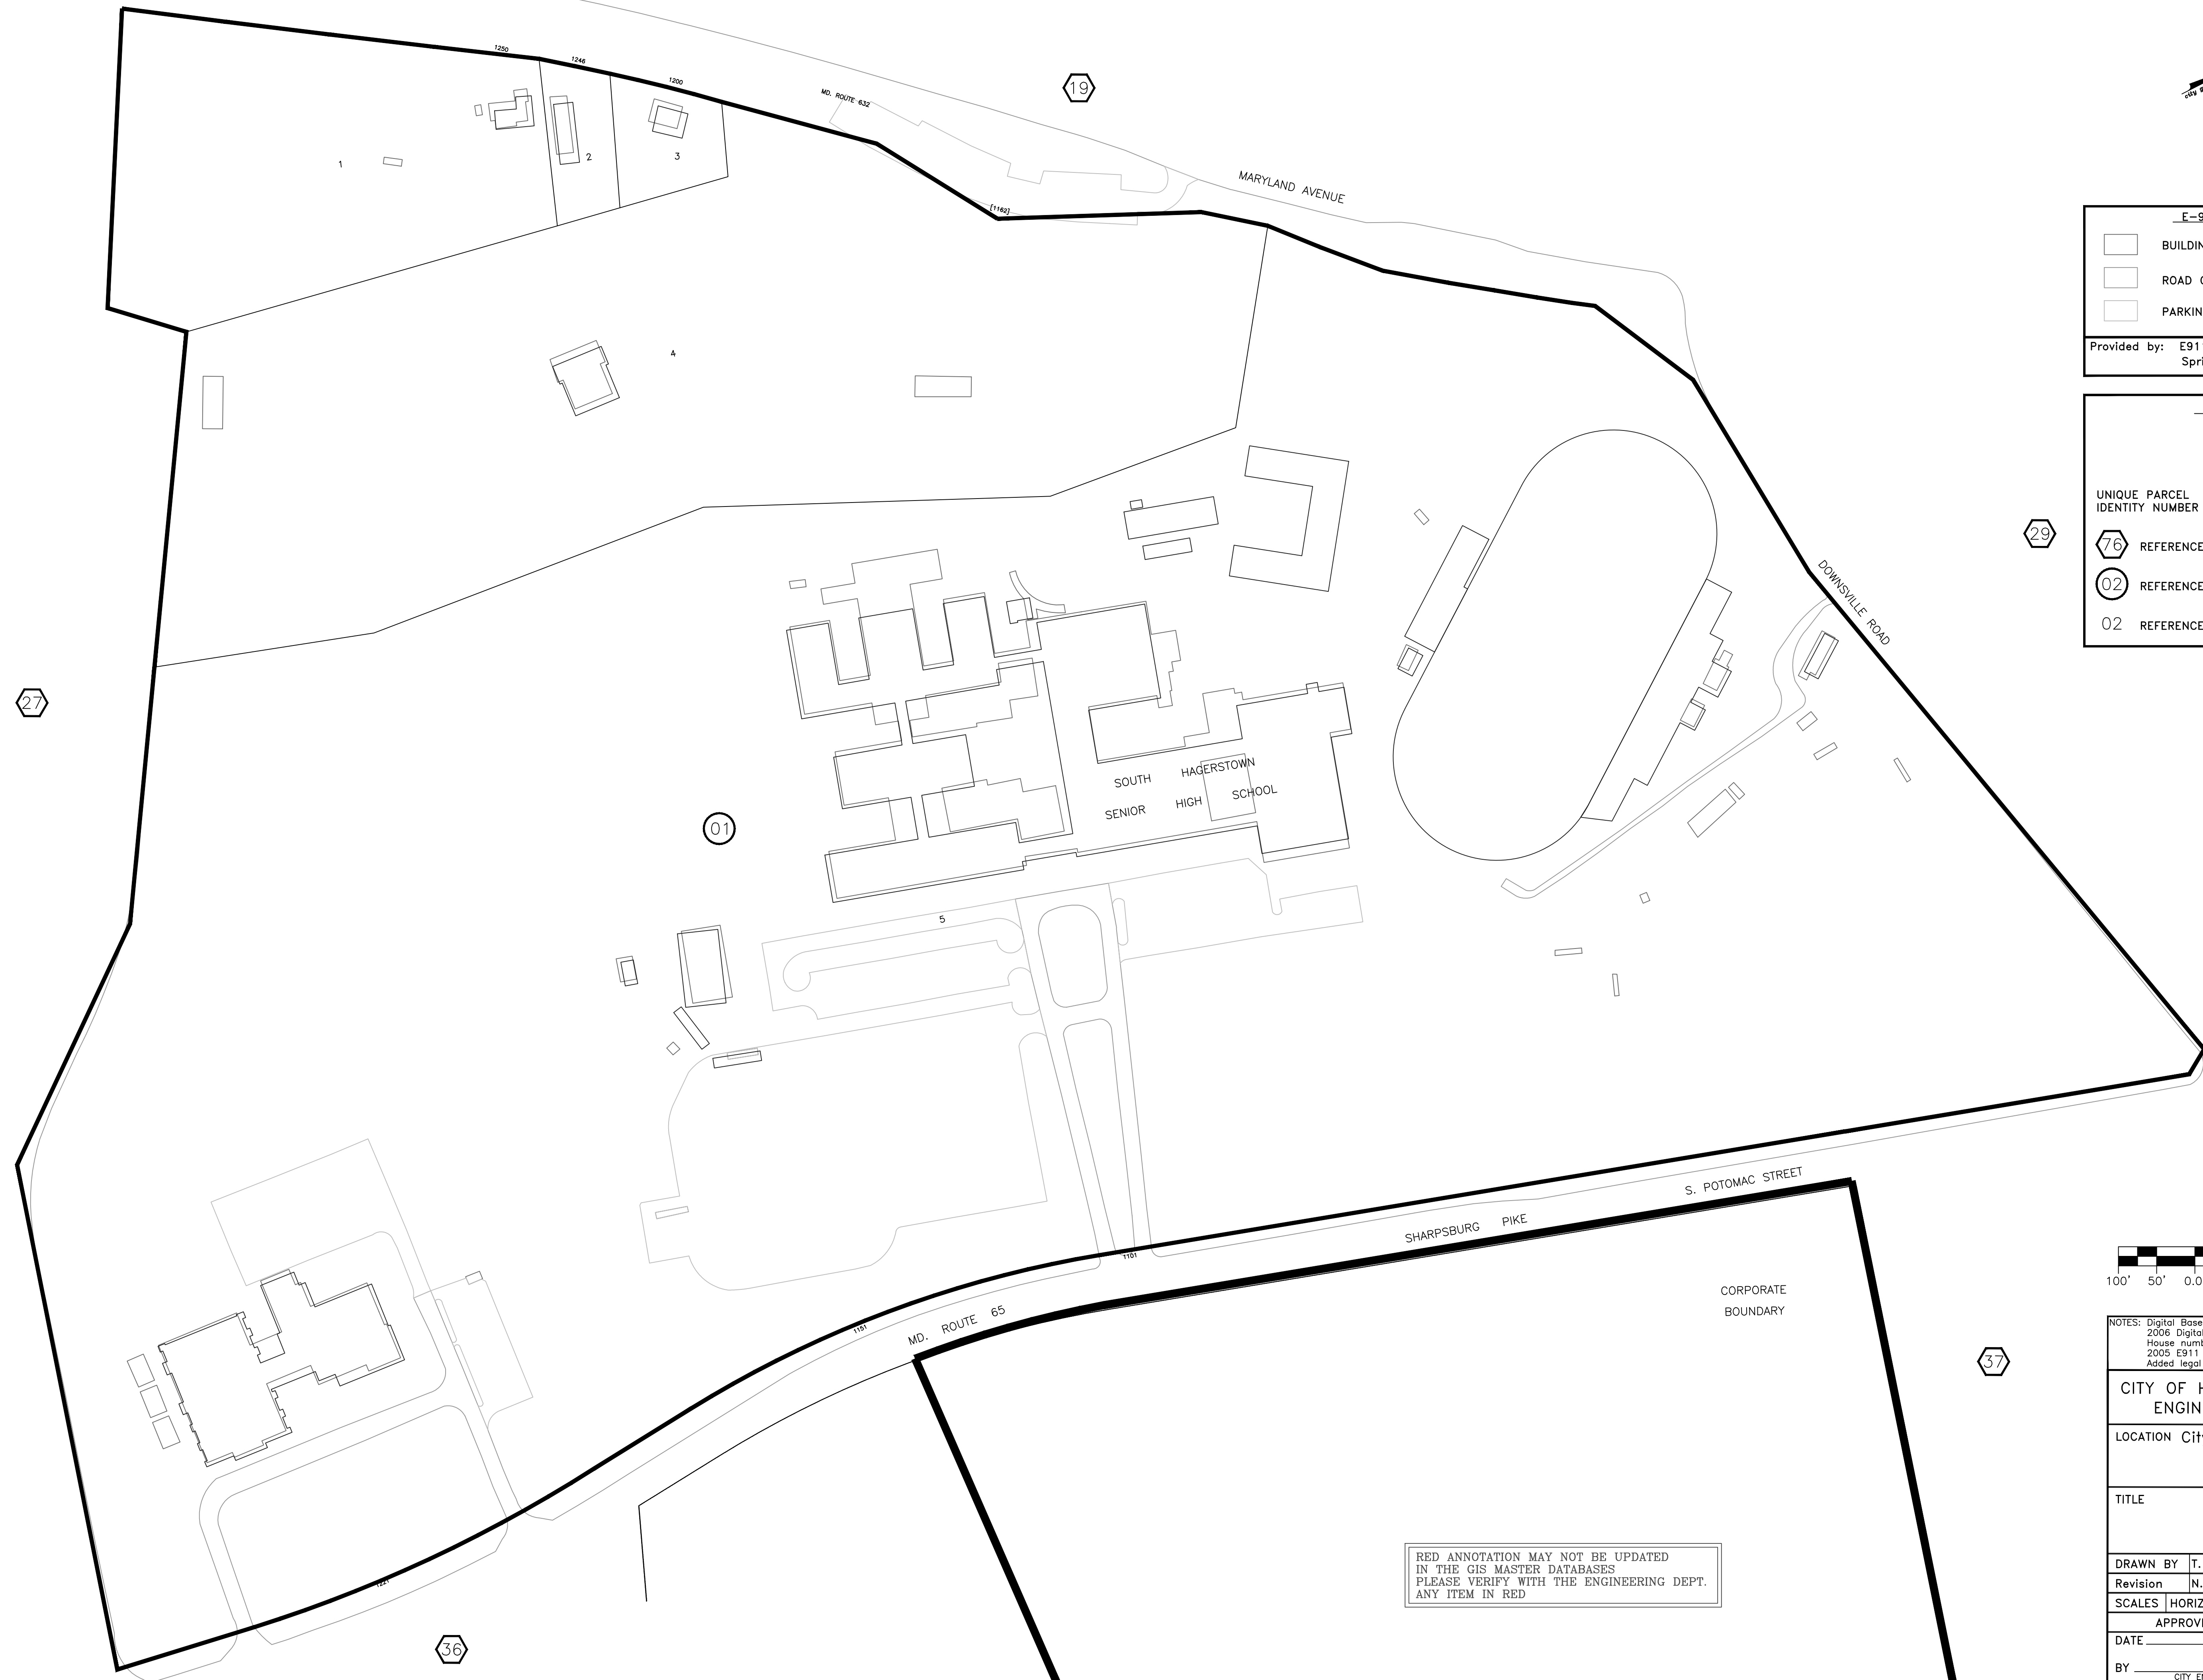 1250
1246
1200
MD. ROUTE 632
19
1
2
3
[1162]
MARYLAND AVENUE
4
E-9
BUILDIN
ROAD
PARKIN
Provided by: E911
Spri
UNIQUE PARCEL
IDENTITY NUMBER
29
76 REFERENCE
02 REFERENCE
02 REFERENCE
DOWNSVILLE ROAD
27
SOUTH HAGERSTOWN
SENIOR HIGH SCHOOL
01
5
S. POTOMAC STREET
SHARPSBURG PIKE
1101
MD. ROUTE 65
1151
CORPORATE
BOUNDARY
100' 50' 0.0
NOTES: Digital Base
2006 Digital
House numb
2005 E911
Added legal
37
CITY OF H
ENGIN
LOCATION City
TITLE
RED ANNOTATION MAY NOT BE UPDATED
IN THE GIS MASTER DATABASES
PLEASE VERIFY WITH THE ENGINEERING DEPT.
ANY ITEM IN RED
DRAWN BY T.
Revision N.
SCALES HORIZ
APPROV
DATE
BY
CITY E
1221
36